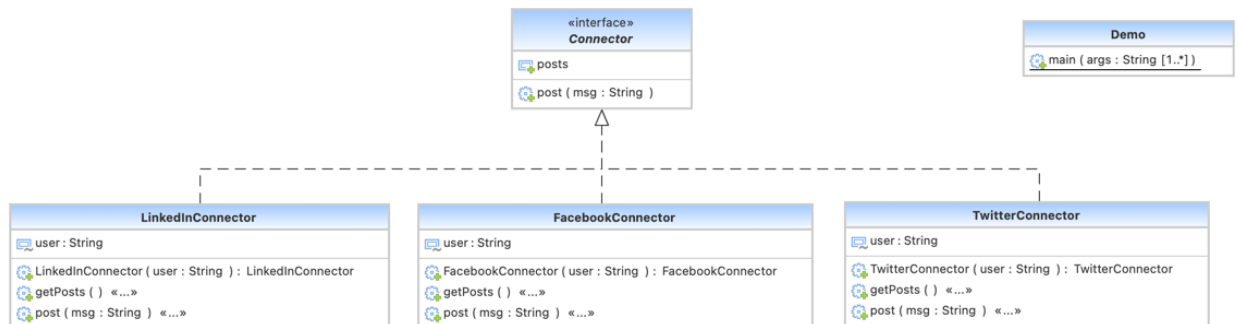 «interface»
Connector
posts
post ( msg : String )
Demo
main ( args : String [1..*] )
LinkedInConnector
user : String
LinkedInConnector ( user : String ) : LinkedInConnector
getPosts ( ) «...»
post ( msg : String ) «...»
FacebookConnector
user : String
FacebookConnector ( user : String ) : FacebookConnector
getPosts ( ) «...»
post ( msg : String ) «...»
TwitterConnector
user : String
TwitterConnector ( user : String ) : TwitterConnector
getPosts ( ) «...»
post ( msg : String ) «...»